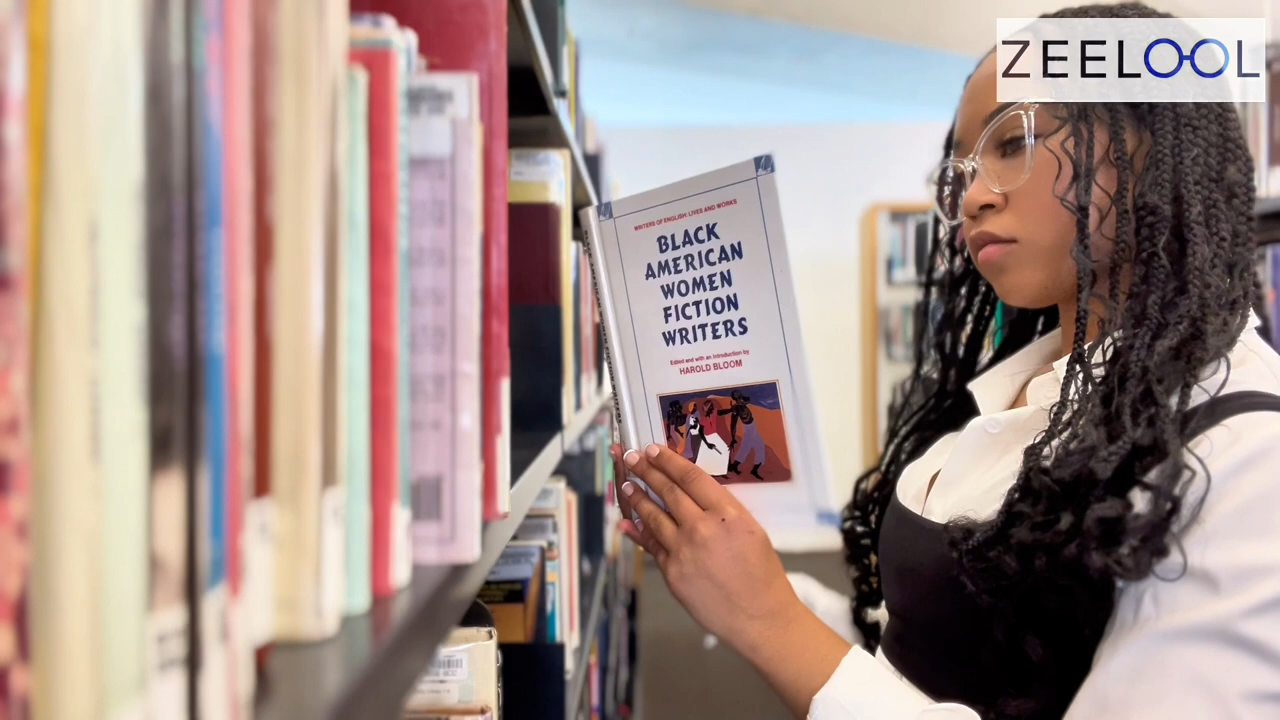 ZEELOOL
WRITERS OF ENGLISH: LIVES AND WORKS
BLACK
AMERICAN
WOMEN
FICTION
WRITERS
Edited and with an Introduction by
HAROLD BLOOM